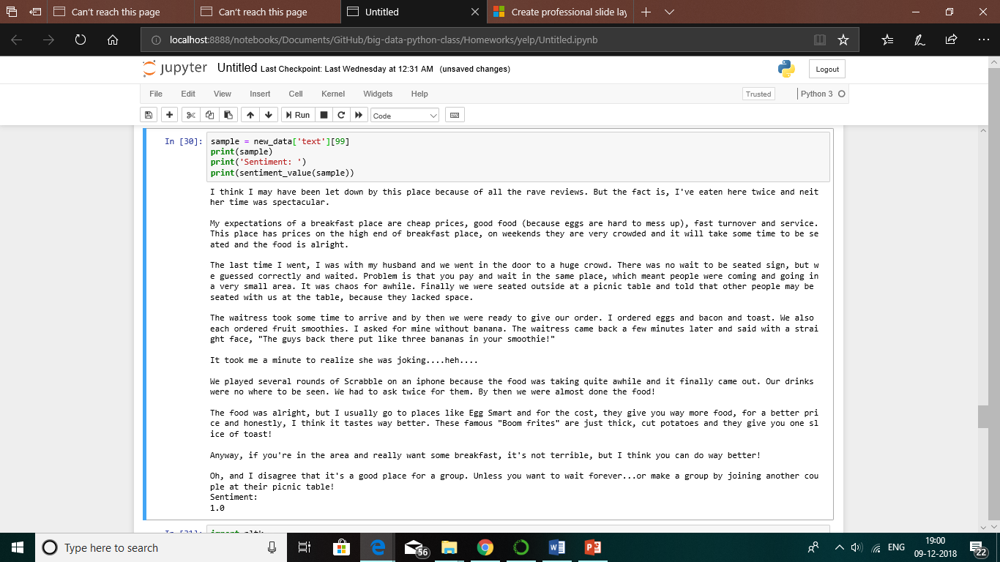 Can't reach this page
Can't reach this page
Untitled
Create professional slide lay
localhost:8888/notebooks/Documents/GitHub/big-data-python-class/Homeworks/yelp/Untitled.ipynb
jupyter Untitled Last Checkpoint: Last Wednesday at 12:31 AM (unsaved changes)
Logout
File Edit View Insert Cell Kernel Widgets Help
Trusted
Python 3
Run
Code
In [30]:
sample = new_data['text'][99]
print(sample)
print('Sentiment: ')
print(sentiment_value(sample))
I think I may have been let down by this place because of all the rave reviews. But the fact is, I've eaten here twice and neit
her time was spectacular.
My expectations of a breakfast place are cheap prices, good food (because eggs are hard to mess up), fast turnover and service.
This place has prices on the high end of breakfast place, on weekends they are very crowded and it will take some time to be se
ated and the food is alright.
The last time I went, I was with my husband and we went in the door to a huge crowd. There was no wait to be seated sign, but w
e guessed correctly and waited. Problem is that you pay and wait in the same place, which meant people were coming and going in
a very small area. It was chaos for awhile. Finally we were seated outside at a picnic table and told that other people may be
seated with us at the table, because they lacked space.
The waitress took some time to arrive and by then we were ready to give our order. I ordered eggs and bacon and toast. We also
each ordered fruit smoothies. I asked for mine without banana. The waitress came back a few minutes later and said with a strai
ght face, "The guys back there put like three bananas in your smoothie!"
It took me a minute to realize she was joking....heh....
We played several rounds of Scrabble on an iphone because the food was taking quite awhile and it finally came out. Our drinks
were no where to be seen. We had to ask twice for them. By then we were almost done the food!
The food was alright, but I usually go to places like Egg Smart and for the cost, they give you way more food, for a better pri
ce and honestly, I think it tastes way better. These famous "Boom frites" are just thick, cut potatoes and they give you one sl
ice of toast!
Anyway, if you're in the area and really want some breakfast, it's not terrible, but I think you can do way better!
Oh, and I disagree that it's a good place for a group. Unless you want to wait forever...or make a group by joining another cou
ple at their picnic table!
Sentiment:
1.0
In [31]:
import nltk
Type here to search
56
ENG
19:00
09-12-2018
22